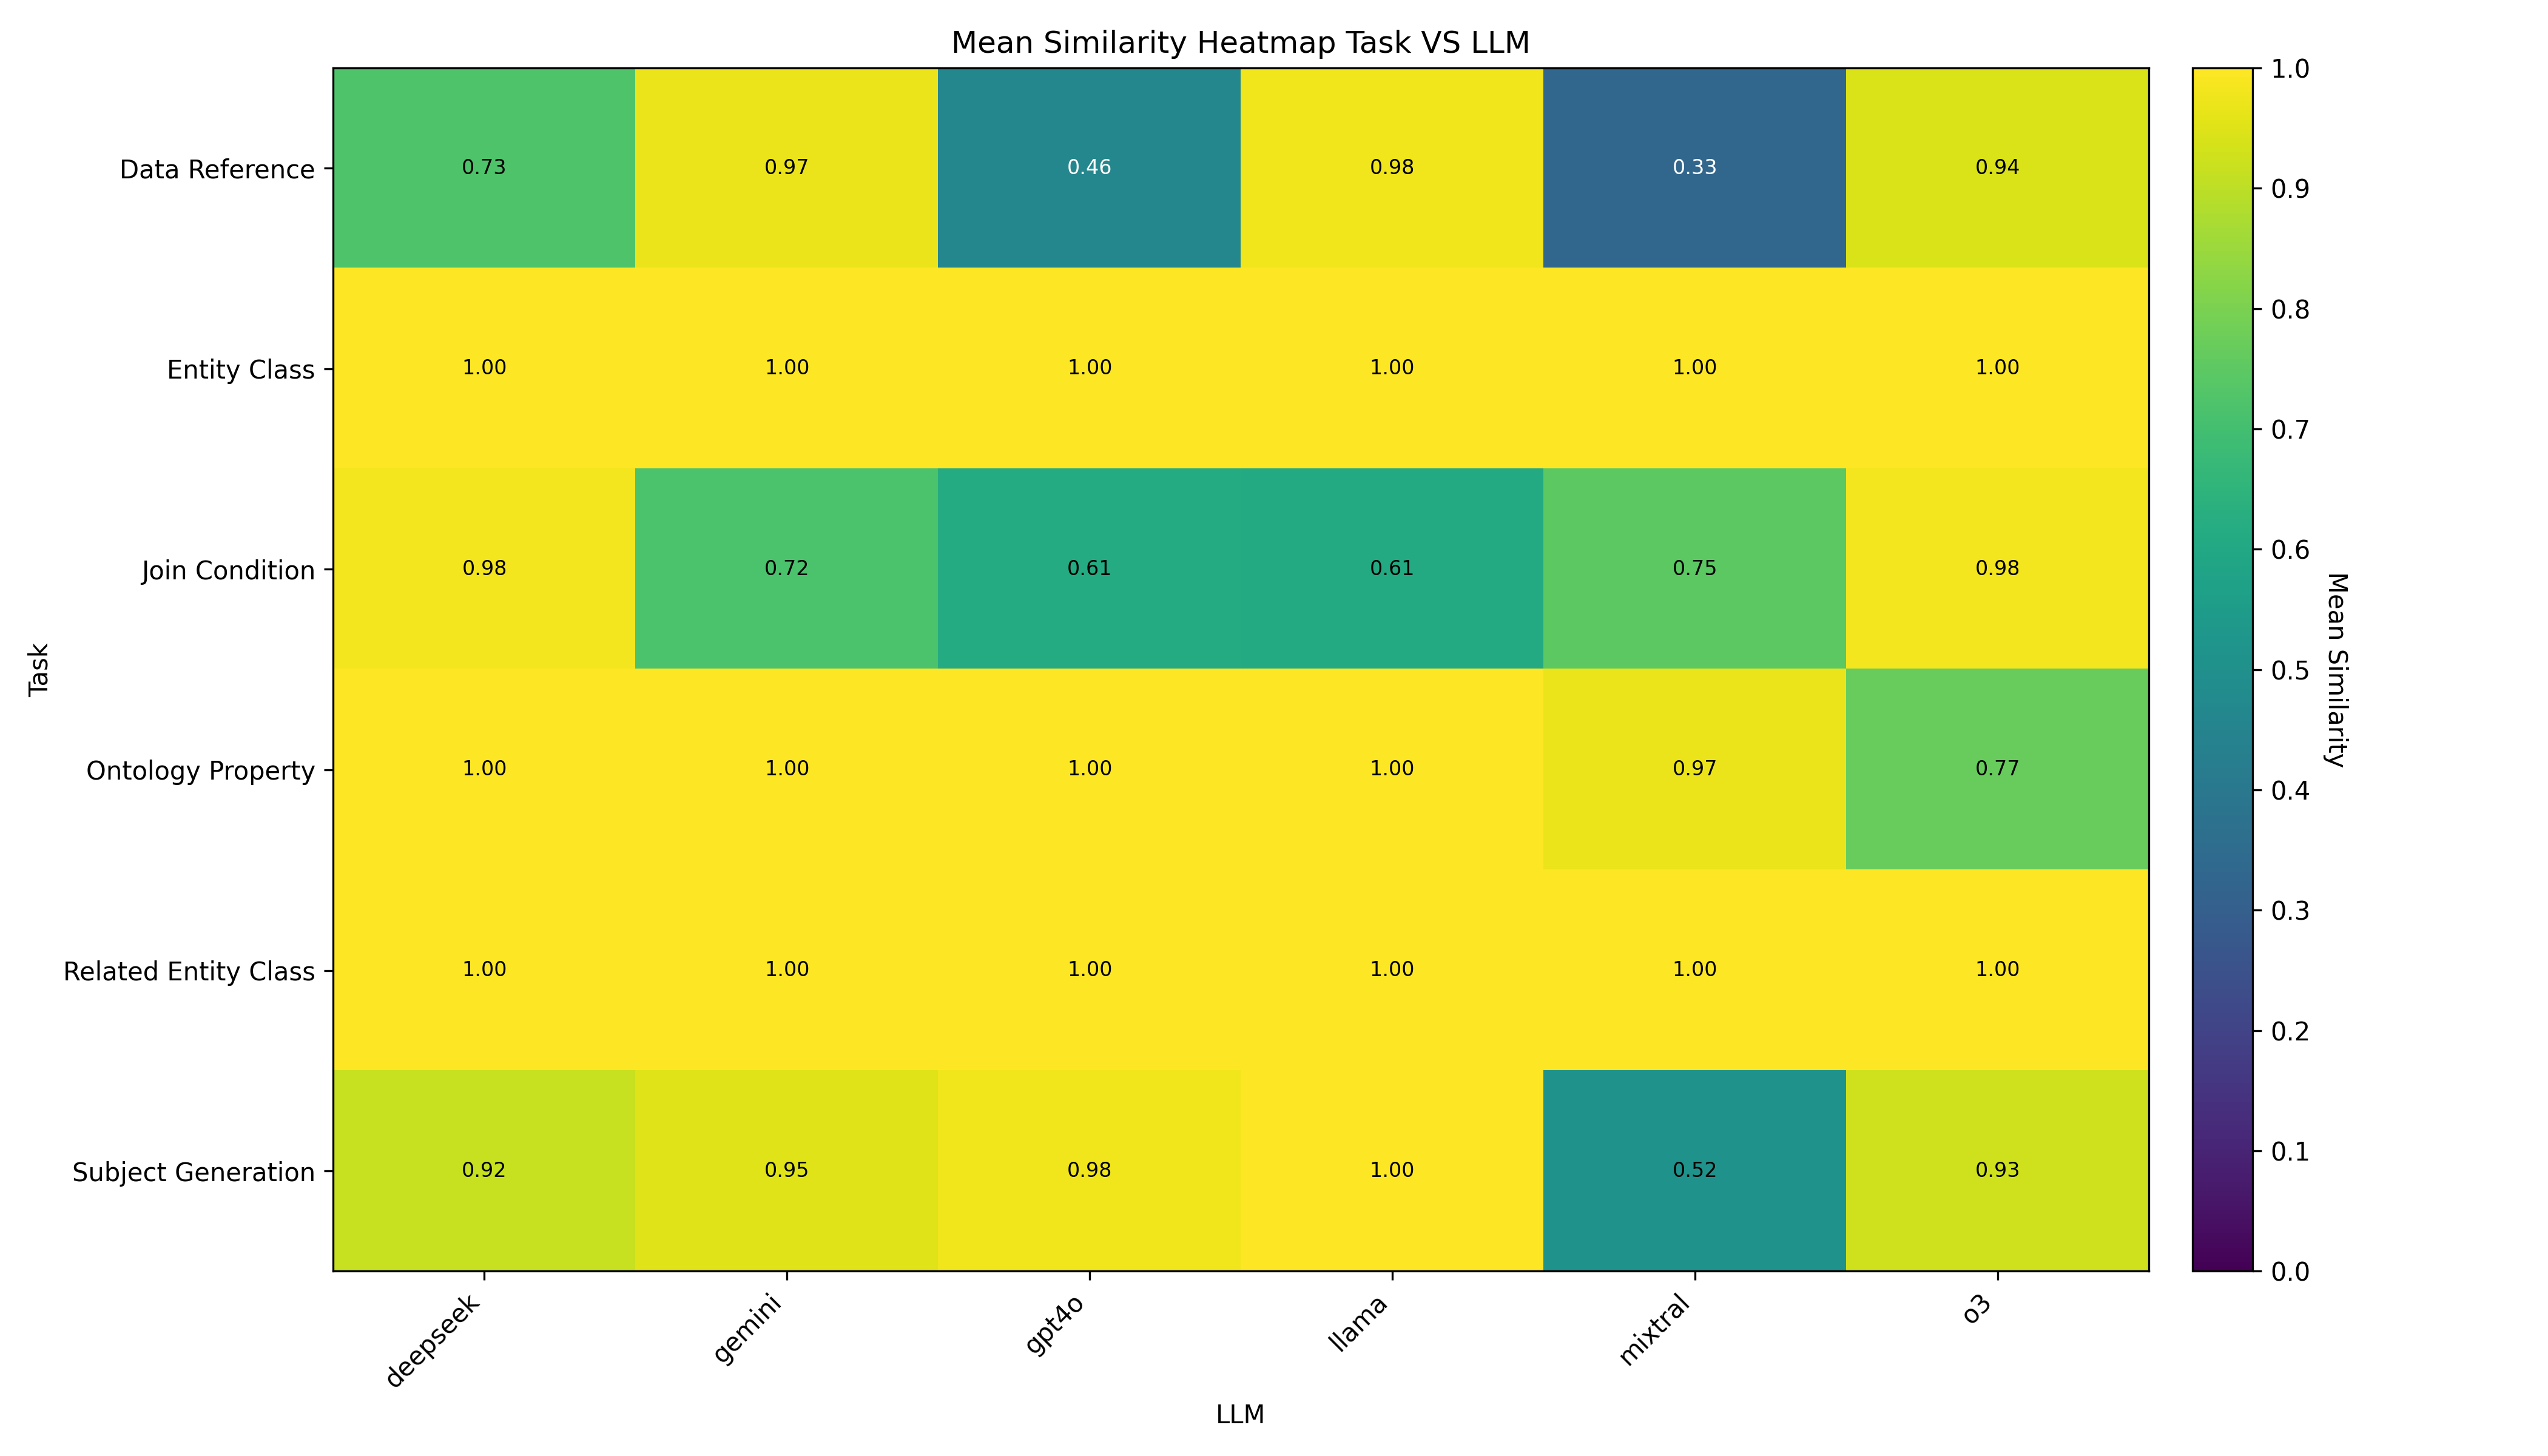 Mean Similarity Heatmap Task VS LLM
Data Reference 0.73 0.97 0.46 0.98 0.33 0.94
Entity Class 1.00 1.00 1.00 1.00 1.00 1.00
Join Condition 0.98 0.72 0.61 0.61 0.75 0.98
Ontology Property 1.00 1.00 1.00 1.00 0.97 0.77
Related Entity Class 1.00 1.00 1.00 1.00 1.00 1.00
Subject Generation 0.92 0.95 0.98 1.00 0.52 0.93
Task
deepseek gemini gpt4o llama mixtral o3
LLM
1.0
0.9
0.8
0.7
0.6
0.5
0.4
0.3
0.2
0.1
0.0
Mean Similarity